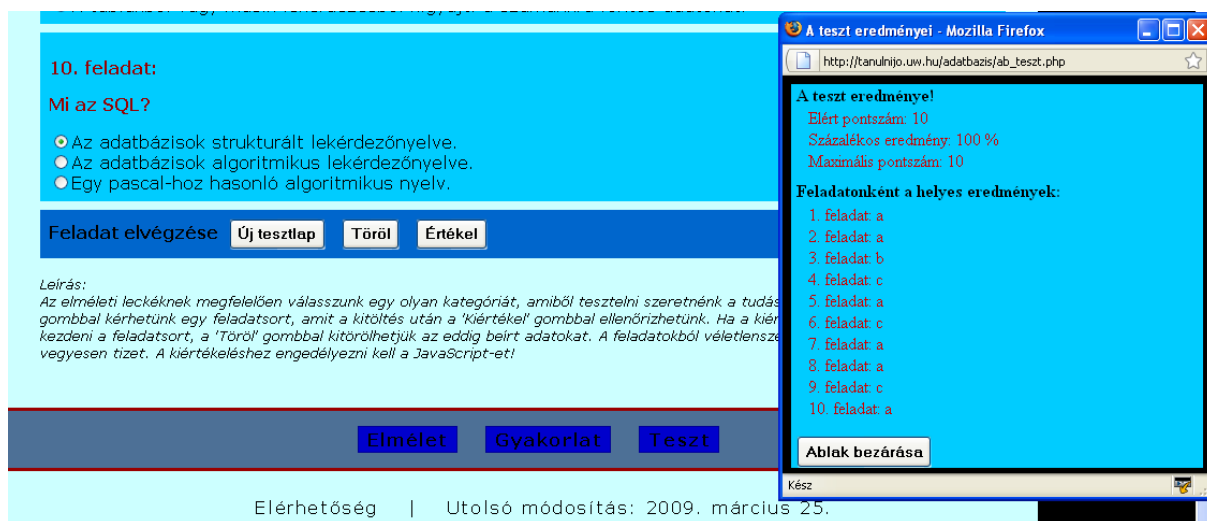 10. feladat:
Mi az SQL?
Az adatbázisok strukturált lekérdezőnyelve.
Az adatbázisok algoritmikus lekérdezőnyelve.
Egy pascal-hoz hasonló algoritmikus nyelv.
Feladat elvégzése Új tesztlap Töröl Értékel
Leírás:
Az elméleti leckéknek megfelelően válasszunk egy olyan kategóriát, amiből tesztelni szeretnénk a tudás
gombbal kérhetünk egy feladatsort, amit a kitöltés után a 'Kiértékel' gombbal ellenőrizhetünk. Ha a kiér
kezdeni a feladatsort, a 'Töröl' gombbal kitörölhetjük az eddig beírt adatokat. A feladatokból véletlensze
vegyesen tizet. A kiértékeléshez engedélyezni kell a JavaScript-et!
Elmélet Gyakorlat Teszt
Elérhetőség | Utolsó módosítás: 2009. március 25.
A teszt eredményei - Mozilla Firefox
http://tanulnijo.uw.hu/adatbazis/ab_teszt.php
A teszt eredménye!
Elért pontszám: 10
Százalékos eredmény: 100 %
Maximális pontszám: 10
Feladatonként a helyes eredmények:
1. feladat: a
2. feladat: a
3. feladat: b
4. feladat: c
5. feladat: a
6. feladat: c
7. feladat: a
8. feladat: a
9. feladat: c
10. feladat: a
Ablak bezárása
Kész